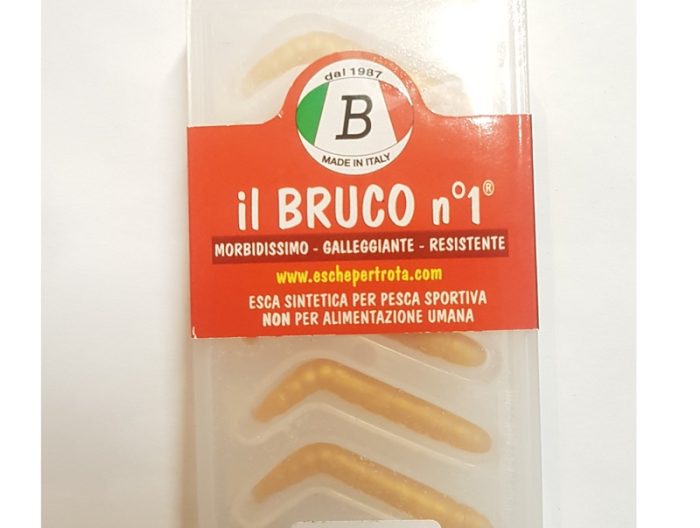 dal 1987
B
MADE IN ITALY
il BRUCO n°1®
MORBIDISSIMO - GALLEGGIANTE - RESISTENTE
www.eschepertrota.com
ESCA SINTETICA PER PESCA SPORTIVA
NON PER ALIMENTAZIONE UMANA